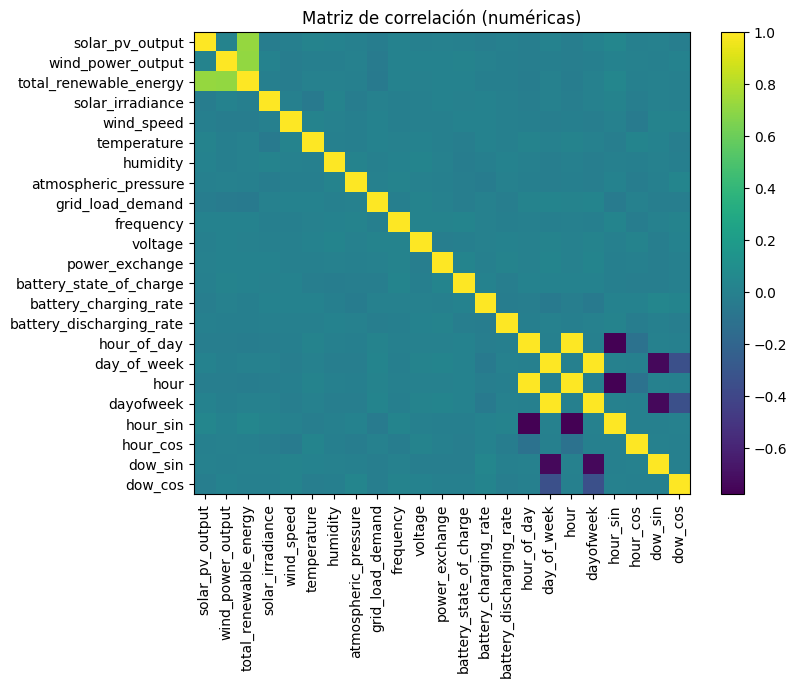 Matriz de correlación (numéricas)
solar_pv_output
wind_power_output
total_renewable_energy
solar_irradiance
wind_speed
temperature
humidity
atmospheric_pressure
grid_load_demand
frequency
voltage
power_exchange
battery_state_of_charge
battery_charging_rate
battery_discharging_rate
hour_of_day
day_of_week
hour
dayofweek
hour_sin
hour_cos
dow_sin
dow_cos
solar_pv_output
wind_power_output
total_renewable_energy
solar_irradiance
wind_speed
temperature
humidity
atmospheric_pressure
grid_load_demand
frequency
voltage
power_exchange
battery_state_of_charge
battery_charging_rate
battery_discharging_rate
hour_of_day
day_of_week
hour
dayofweek
hour_sin
hour_cos
dow_sin
dow_cos
1.0
0.8
0.6
0.4
0.2
0.0
−0.2
−0.4
−0.6